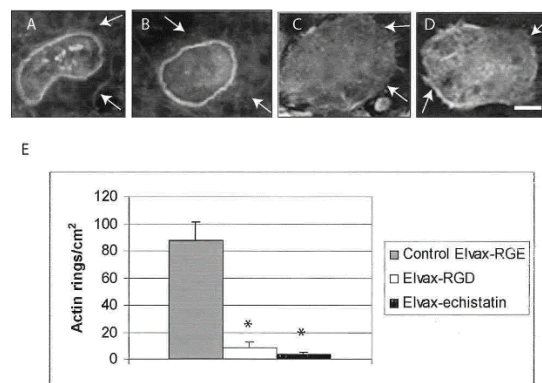 A
B
C
D
E
Actin rings/cm²
120
100
80
60
40
20
0
*
*
Control Elvax-RGE
Elvax-RGD
Elvax-echistatin